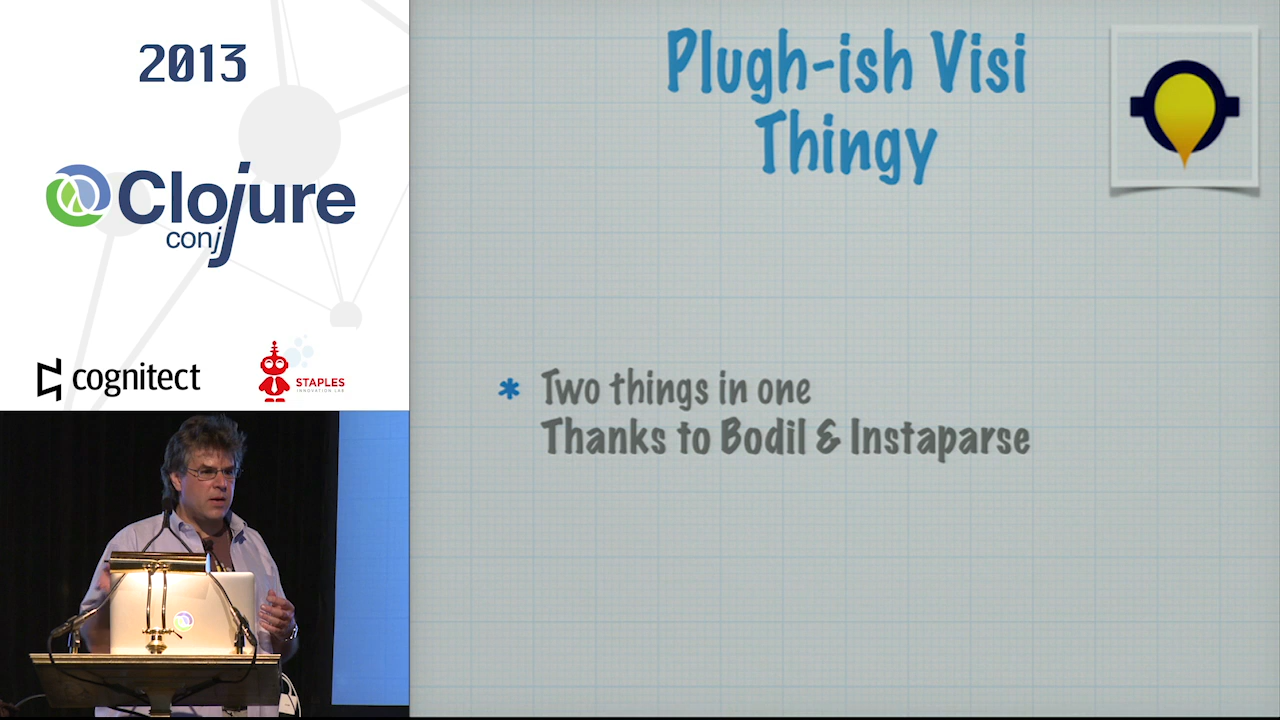 2013
Clojure
conj
cognitect
STAPLES
INNOVATION LAB
Plugh-ish Visi
Thingy
* Two things in one
Thanks to Bodil & Instaparse